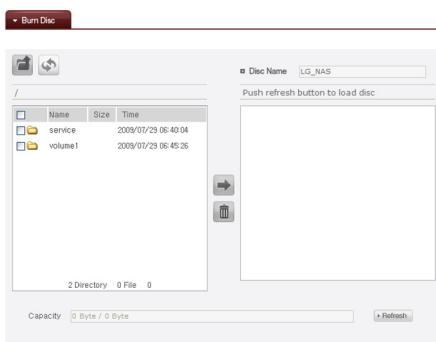 Burn Disc
Disc Name LG_NAS
/
Push refresh button to load disc
Name Size Time
service 2009/07/29 06:40:04
volume1 2009/07/29 06:45:26
2 Directory 0 File 0
Capacity 0 Byte / 0 Byte
Refresh